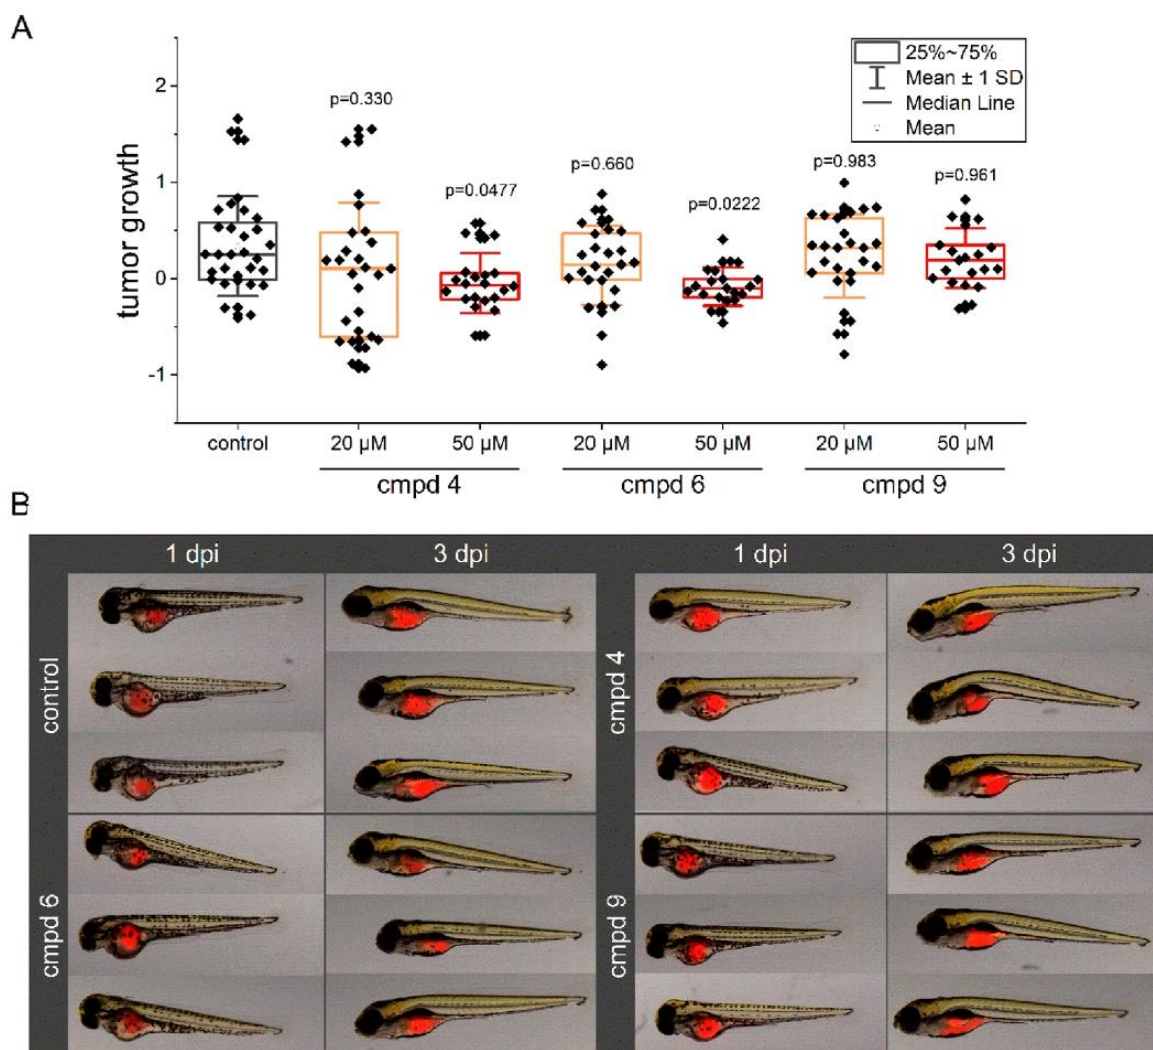 A
2
1
0
-1
tumor growth
25%~75%
Mean ± 1 SD
Median Line
Mean
p=0.330
p=0.0477
p=0.660
p=0.0222
p=0.983
p=0.961
control
20 µM
50 µM
20 µM
50 µM
20 µM
50 µM
cmpd 4
cmpd 6
cmpd 9
B
1 dpi
3 dpi
1 dpi
3 dpi
control
cmpd 4
cmpd 6
cmpd 9